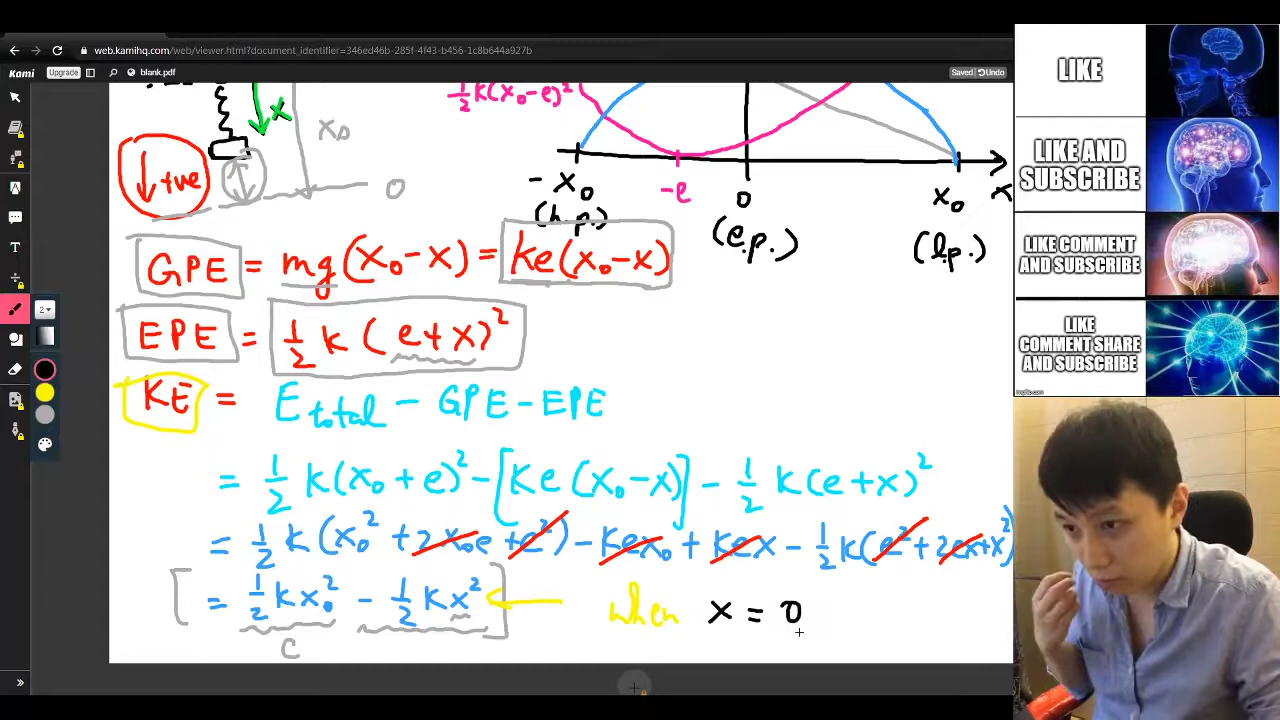 web.kamihq.com/web/viewer.html?document_identifier=346ed46b-285f-4f43-b456-1c8b644a927b
Kami Upgrade blank.pdf Saved Undo
½k(x₀-e)²
x
x₀
↓ +ve
0
-x₀
(h.p.)
-e
0
(e.p.)
x₀
(l.p.)
x
GPE = mg(x₀-x) = ke(x₀-x)
EPE = ½k(e+x)²
KE = E total - GPE - EPE
= ½k(x₀+e)² - [ke(x₀-x)] - ½k(e+x)²
= ½k(x₀²+2x₀e+e²) - kex₀ + kex - ½k(e²+2ex+x²)
[= ½kx₀² - ½kx²] ← when x = 0
C
LIKE
LIKE AND
SUBSCRIBE
LIKE COMMENT
AND SUBSCRIBE
LIKE
COMMENT SHARE
AND SUBSCRIBE
imgflip.com
2